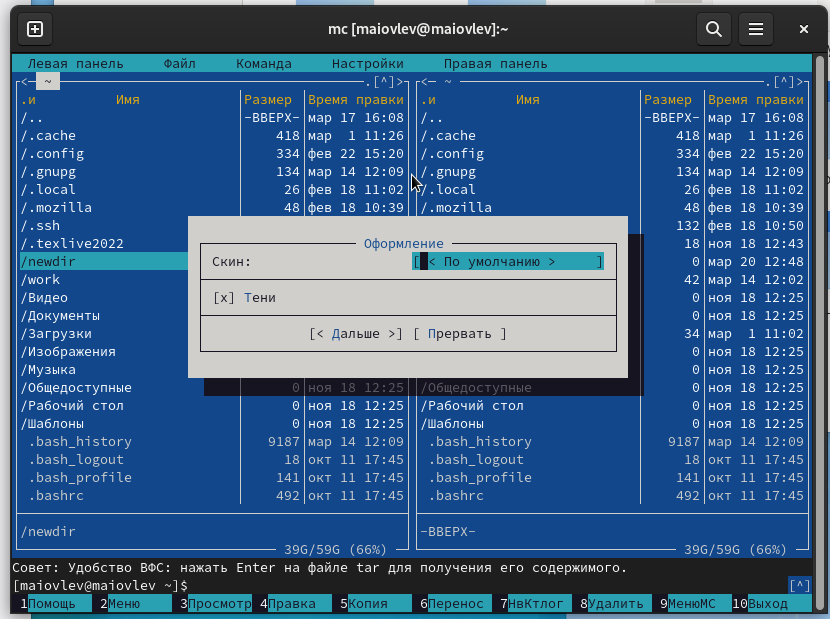 mc [maiovlev@maiovlev]:~
Левая панель Файл Команда Настройки Правая панель
<─ ~ ─.[^]> <─ ~ ─.[^]>
.и Имя Размер Время правки .и Имя Размер Время правки
/.. -ВВЕРХ- мар 17 16:08 /.. -ВВЕРХ- мар 17 16:08
/.cache 418 мар 1 11:26 /.cache 418 мар 1 11:26
/.config 334 фев 22 15:20 /.config 334 фев 22 15:20
/.gnupg 134 мар 14 12:09 /.gnupg 134 мар 14 12:09
/.local 26 фев 18 11:02 /.local 26 фев 18 11:02
/.mozilla 48 фев 18 10:39 /.mozilla 48 фев 18 10:39
/.ssh 132 фев 18 10:50
/.texlive2022 18 ноя 18 12:43
Оформление
/newdir 0 мар 20 12:48
Скин: [ < По умолчанию > ]
/work 42 мар 14 12:02
/Видео 0 ноя 18 12:25
[x] Тени
/Документы 0 ноя 18 12:25
/Загрузки 34 мар 1 11:02
[< Дальше >] [ Прервать ]
/Изображения 0 ноя 18 12:25
/Музыка 0 ноя 18 12:25
/Общедоступные 0 ноя 18 12:25 /Общедоступные 0 ноя 18 12:25
/Рабочий стол 0 ноя 18 12:25 /Рабочий стол 0 ноя 18 12:25
/Шаблоны 0 ноя 18 12:25 /Шаблоны 0 ноя 18 12:25
.bash_history 9187 мар 14 12:09 .bash_history 9187 мар 14 12:09
.bash_logout 18 окт 11 17:45 .bash_logout 18 окт 11 17:45
.bash_profile 141 окт 11 17:45 .bash_profile 141 окт 11 17:45
.bashrc 492 окт 11 17:45 .bashrc 492 окт 11 17:45
/newdir -ВВЕРХ-
39G/59G (66%) 39G/59G (66%)
Совет: Удобство ВФС: нажать Enter на файле tar для получения его содержимого.
[maiovlev@maiovlev ~]$ [^]
1Помощь 2Меню 3Просмотр 4Правка 5Копия 6Перенос 7НвКтлог 8Удалить 9МенюМС 10Выход